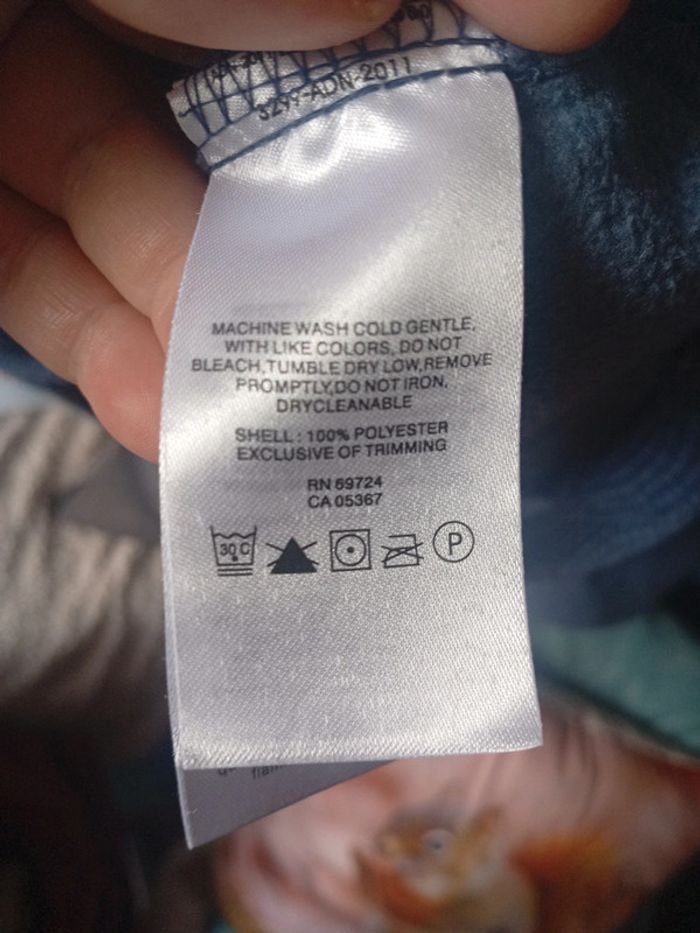 SZ99-ADN-2011
MACHINE WASH COLD GENTLE,
WITH LIKE COLORS, DO NOT
BLEACH,TUMBLE DRY LOW,REMOVE
PROMPTLY,DO NOT IRON.
DRYCLEANABLE
SHELL: 100% POLYESTER
EXCLUSIVE OF TRIMMING
RN 69724
CA 05367
30 C P